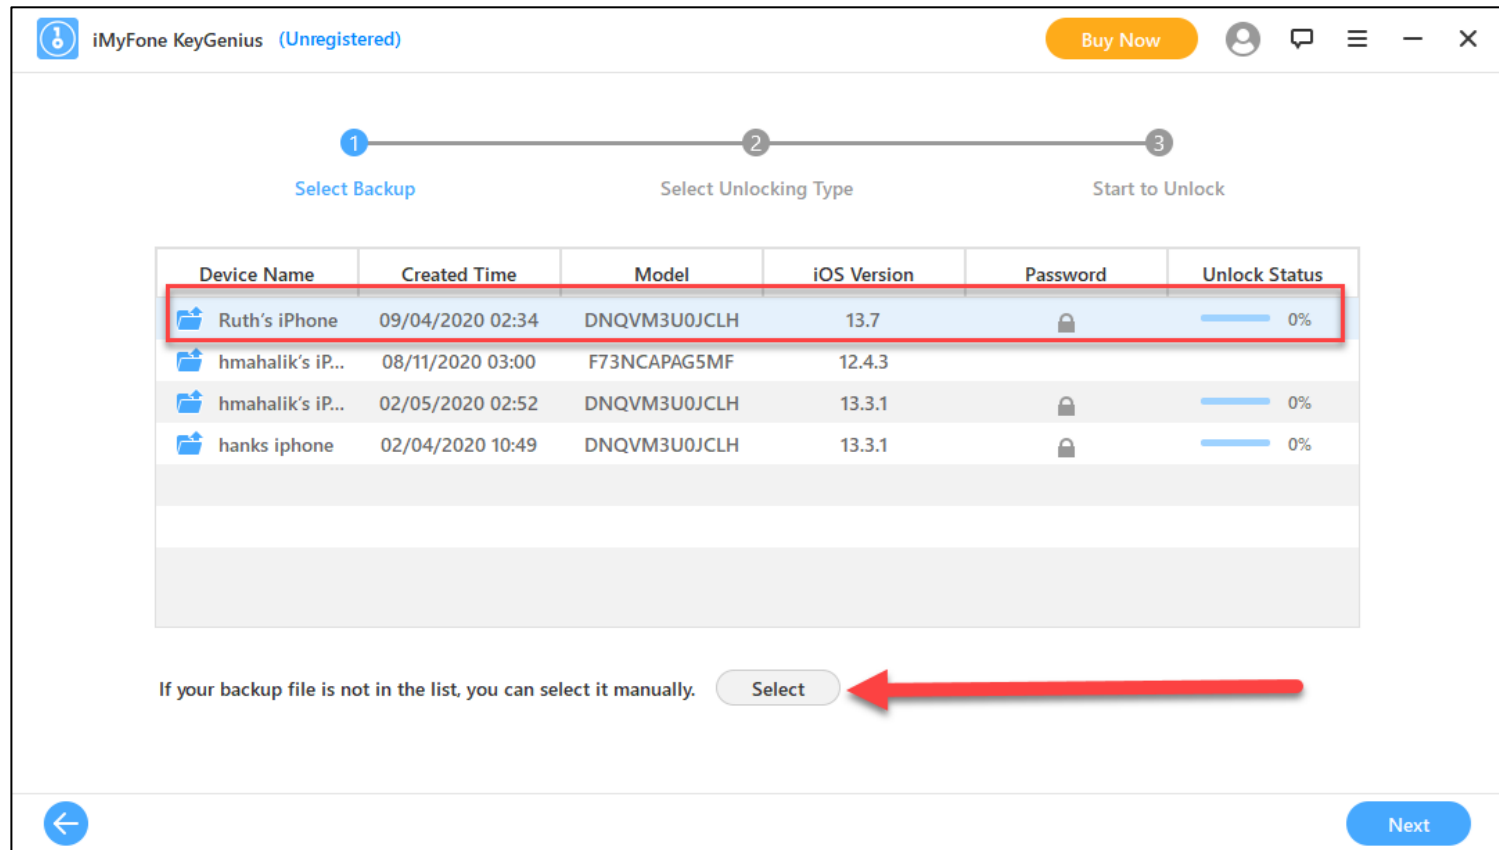 iMyFone KeyGenius (Unregistered) Buy Now
1 2 3
Select Backup Select Unlocking Type Start to Unlock
Device Name Created Time Model iOS Version Password Unlock Status
Ruth's iPhone 09/04/2020 02:34 DNQVM3U0JCLH 13.7 0%
hmahalik's iP... 08/11/2020 03:00 F73NCAPAG5MF 12.4.3
hmahalik's iP... 02/05/2020 02:52 DNQVM3U0JCLH 13.3.1 0%
hanks iphone 02/04/2020 10:49 DNQVM3U0JCLH 13.3.1 0%
If your backup file is not in the list, you can select it manually. Select
Next